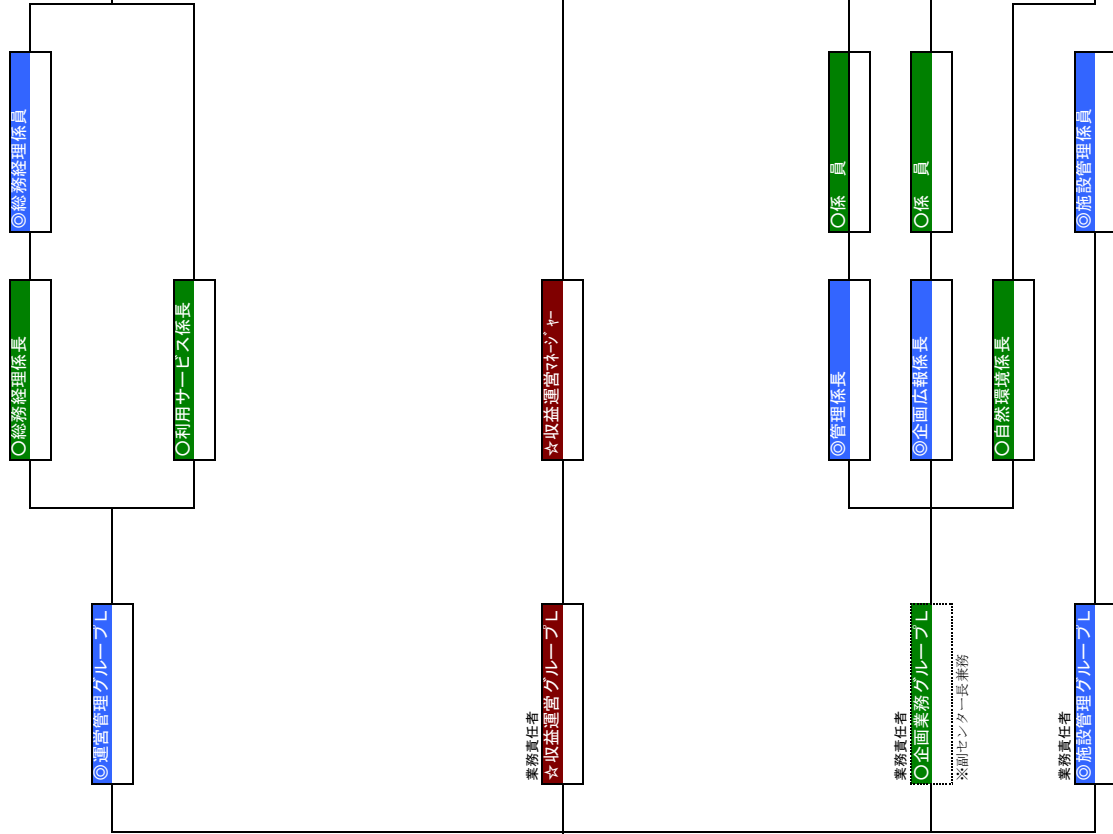 ◎運営管理グループL
〇総務経理係長
◎総務経理係員
〇利用サービス係長
業務責任者
☆収益運営グループL
☆収益運営ﾏﾈｰｼﾞｬｰ
業務責任者
〇企画業務グループL
※副センター長兼務
◎管理係長
〇係　員
◎企画広報係長
〇係　員
〇自然環境係長
業務責任者
◎施設管理グループL
◎施設管理係員